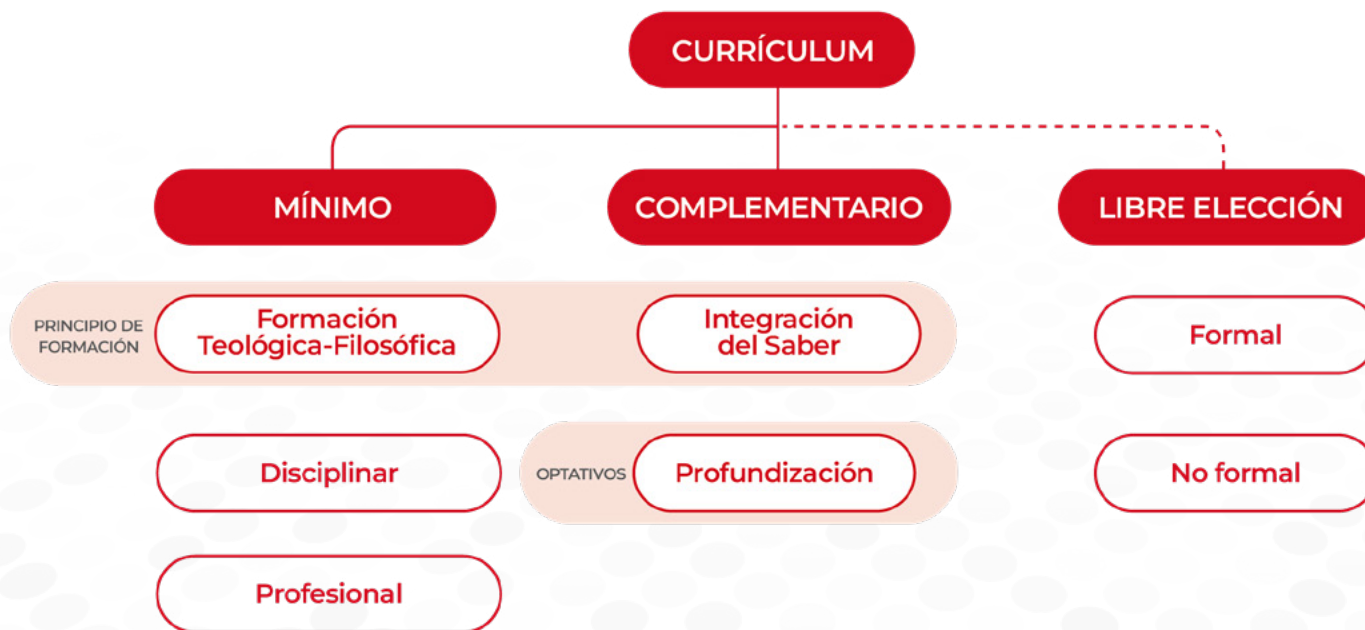 CURRÍCULUM
MÍNIMO
COMPLEMENTARIO
LIBRE ELECCIÓN
PRINCIPIO DE
FORMACIÓN
Formación
Teológica-Filosófica
Integración
del Saber
Formal
Disciplinar
OPTATIVOS
Profundización
No formal
Profesional